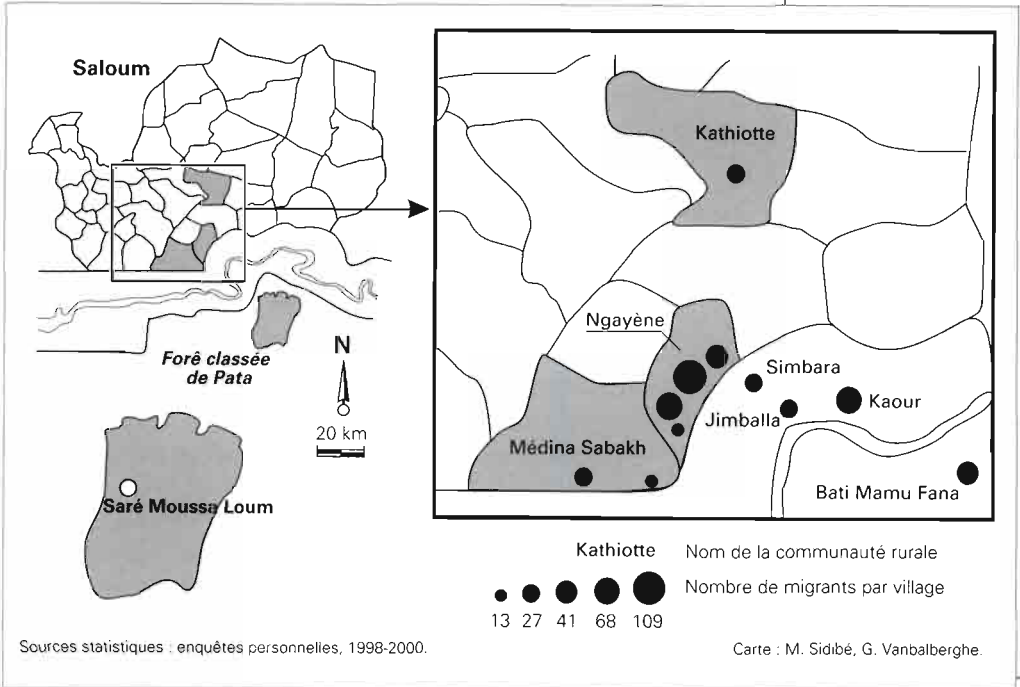 Saloum
Forê classée
de Pata
N
20 km
Saré Moussa Loum
Kathiotte
Ngayène
Simbara
Jimballa
Kaour
Médina Sabakh
Bati Mamu Fana
Kathiotte Nom de la communauté rurale
Nombre de migrants par village
13 27 41 68 109
Sources statistiques : enquêtes personnelles, 1998-2000.
Carte : M. Sidibé, G. Vanbalberghe.